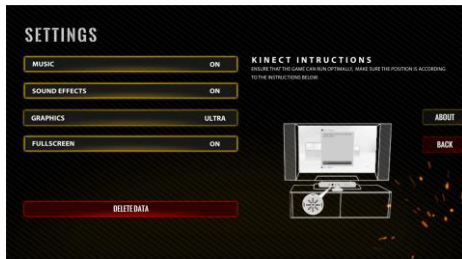 SETTINGS
MUSIC ON
SOUND EFFECTS ON
GRAPHICS ULTRA
FULLSCREEN ON
DELETE DATA
KINECT INTRUCTIONS
ENSURE THAT THE GAME CAN RUN OPTIMALLY, MAKE SURE THE POSITION IS ACCORDING
TO THE INSTRUCTIONS BELOW
ABOUT
BACK